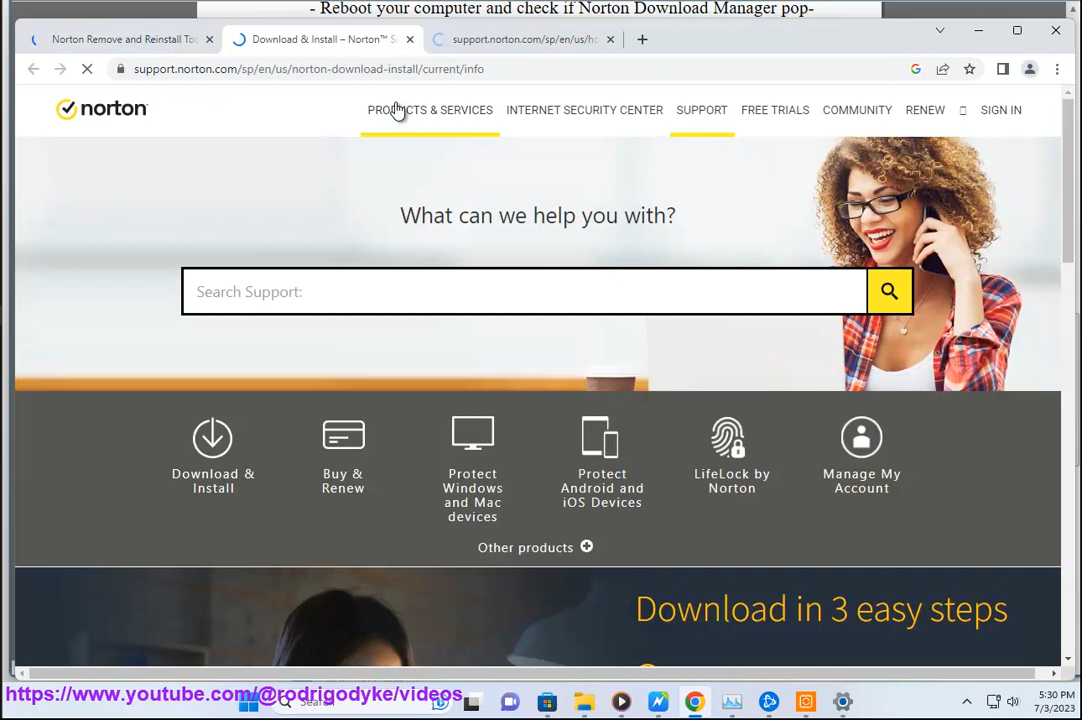 - Reboot your computer and check if Norton Download Manager pop-
Norton Remove and Reinstall Too
Download & Install – Norton™ S
support.norton.com/sp/en/us/ho
support.norton.com/sp/en/us/norton-download-install/current/info
norton
PRODUCTS & SERVICES
INTERNET SECURITY CENTER
SUPPORT
FREE TRIALS
COMMUNITY
RENEW
SIGN IN
What can we help you with?
Search Support:
Download &
Install
Buy &
Renew
Protect
Windows
and Mac
devices
Protect
Android and
iOS Devices
LifeLock by
Norton
Manage My
Account
Other products
Download in 3 easy steps
https://www.youtube.com/@rodrigodyke/videos
Search
5:30 PM
7/3/2023